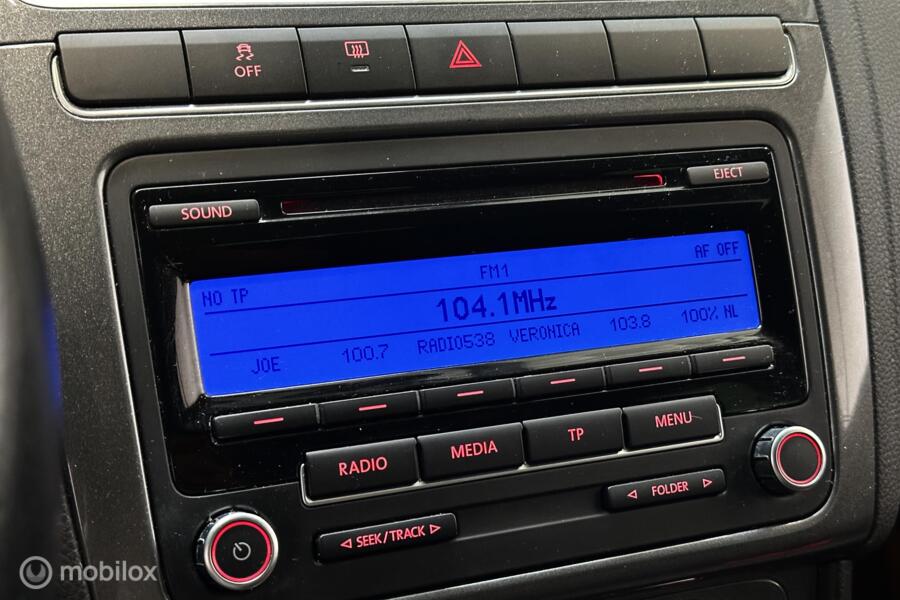 OFF
SOUND
EJECT
NO TP
FM1
AF OFF
104.1MHz
JOE 100.7 RADIO538 VERONICA 103.8 100% NL
RADIO MEDIA TP MENU
SEEK/TRACK FOLDER
mobilox